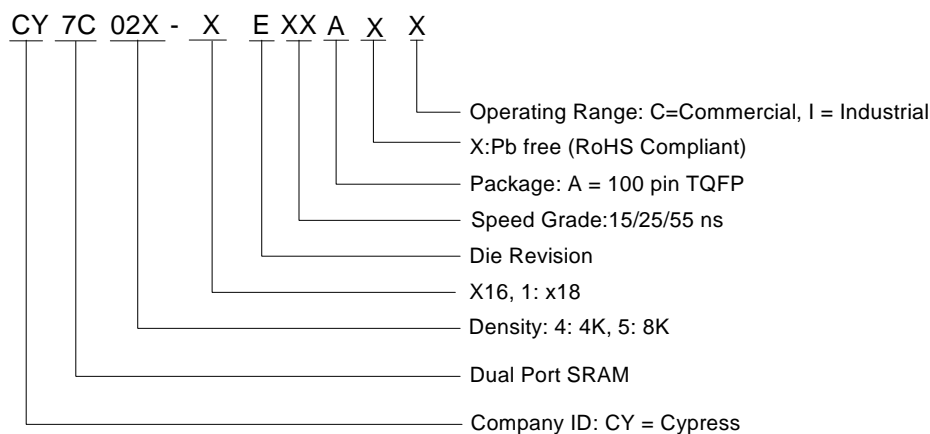 CY 7C 02X - X E XX A X X
Operating Range: C=Commercial, I = Industrial
X:Pb free (RoHS Compliant)
Package: A = 100 pin TQFP
Speed Grade:15/25/55 ns
Die Revision
X16, 1: x18
Density: 4: 4K, 5: 8K
Dual Port SRAM
Company ID: CY = Cypress